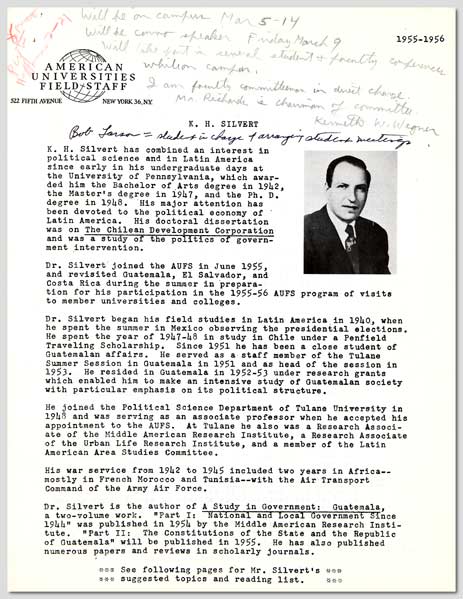 Will be on campus Mar 5-14
Will be convo speaker Friday March 9
1955-1956
Will take part in several student & faculty conferences
while on campus.
AMERICAN
UNIVERSITIES
FIELD STAFF
522 FIFTH AVENUE NEW YORK 36, N.Y.
I am faculty committeeman in direct charge.
Mr. Richards is chairman of committee.
Kenneth W. Wegner
K. H. SILVERT
Bob Larson = student in charge of arranging student meetings
K. H. Silvert has combined an interest in
political science and in Latin America
since early in his undergraduate days at
the University of Pennsylvania, which awar-
ded him the Bachelor of Arts degree in 1942,
the Master's degree in 1947, and the Ph. D.
degree in 1948. His major attention has
been devoted to the political economy of
Latin America. His doctoral dissertation
was on The Chilean Development Corporation
and was a study of the politics of govern-
ment intervention.
Dr. Silvert joined the AUFS in June 1955,
and revisited Guatemala, El Salvador, and
Costa Rica during the summer in prepara-
tion for his participation in the 1955-56 AUFS program of visits
to member universities and colleges.
Dr. Silvert began his field studies in Latin America in 1940, when
he spent the summer in Mexico observing the presidential elections.
He spent the year of 1947-48 in study in Chile under a Penfield
Traveling Scholarship. Since 1951 he has been a close student of
Guatemalan affairs. He served as a staff member of the Tulane
Summer Session in Guatemala in 1951 and as head of the session in
1953. He resided in Guatemala in 1952-53 under research grants
which enabled him to make an intensive study of Guatemalan society
with particular emphasis on its political structure.
He joined the Political Science Department of Tulane University in
1948 and was serving as an associate professor when he accepted his
appointment to the AUFS. At Tulane he also was a Research Associ-
ate of the Middle American Research Institute, a Research Associate
of the Urban Life Research Institute, and a member of the Latin
American Area Studies Committee.
His war service from 1942 to 1945 included two years in Africa--
mostly in French Morocco and Tunisia--with the Air Transport
Command of the Army Air Force.
Dr. Silvert is the author of A Study in Government: Guatemala,
a two-volume work. "Part I: National and Local Government Since
1944" was published in 1954 by the Middle American Research Insti-
tute. "Part II: The Constitutions of the State and the Republic
of Guatemala" will be published in 1955. He has also published
numerous papers and reviews in scholarly journals.
*** See following pages for Mr. Silvert's ***
*** suggested topics and reading list. ***